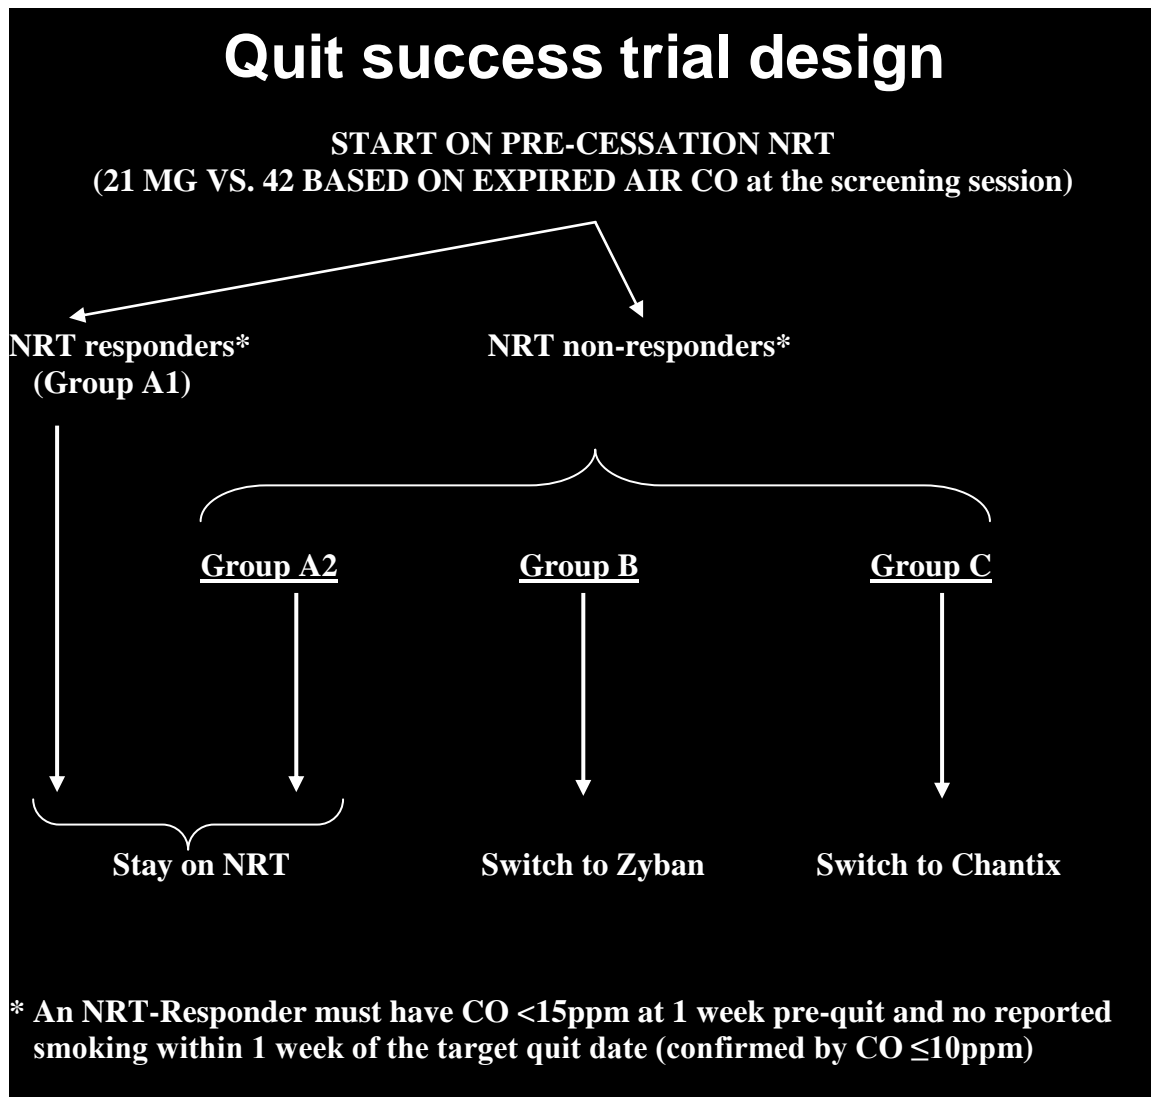 Quit success trial design
START ON PRE-CESSATION NRT
(21 MG VS. 42 BASED ON EXPIRED AIR CO at the screening session)
NRT responders*
(Group A1)
NRT non-responders*
Group A2
Group B
Group C
Stay on NRT
Switch to Zyban
Switch to Chantix
* An NRT-Responder must have CO <15ppm at 1 week pre-quit and no reported
smoking within 1 week of the target quit date (confirmed by CO ≤10ppm)